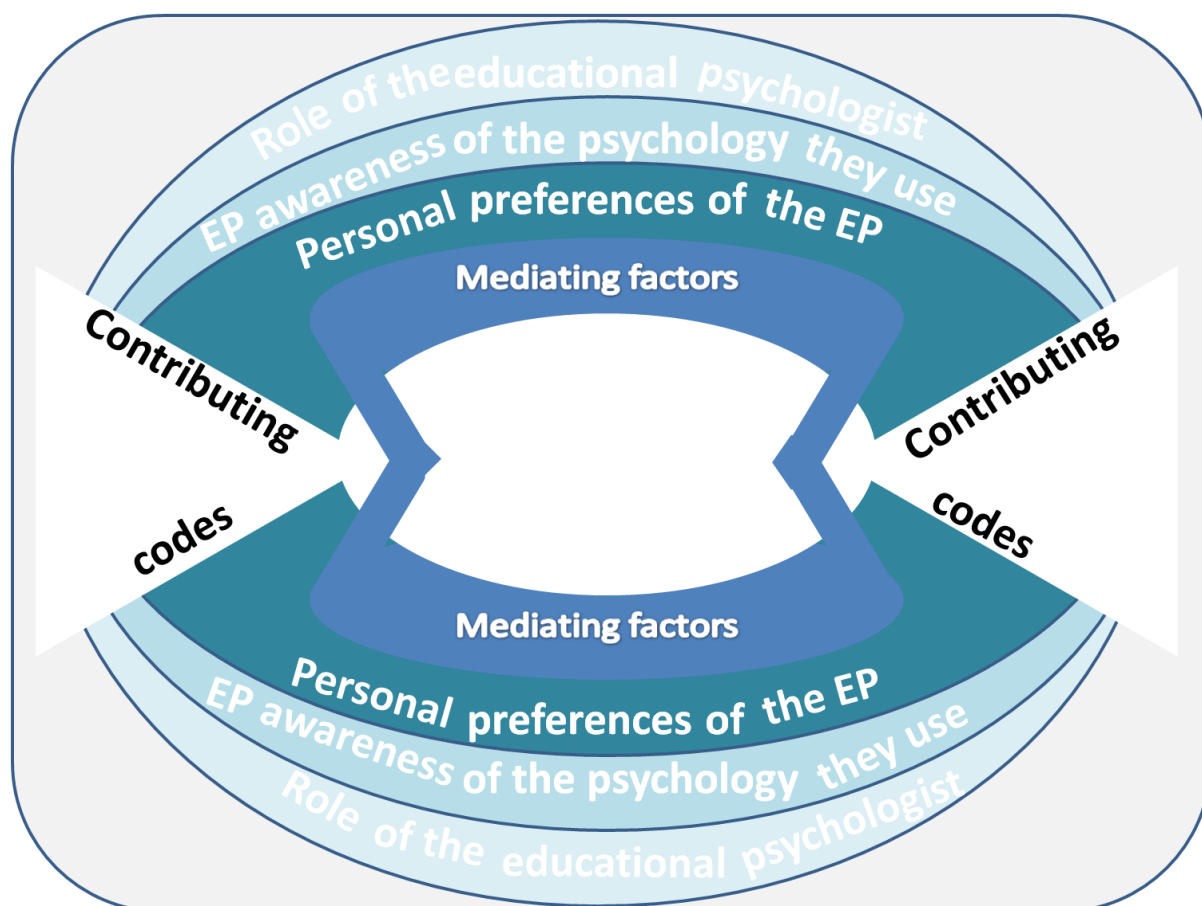 Role of the educational psychologist
EP awareness of the psychology they use
Personal preferences of the EP
Mediating factors
Contributing
Contributing
codes
codes
Mediating factors
Personal preferences of the EP
EP awareness of the psychology they use
Role of the educational psychologist